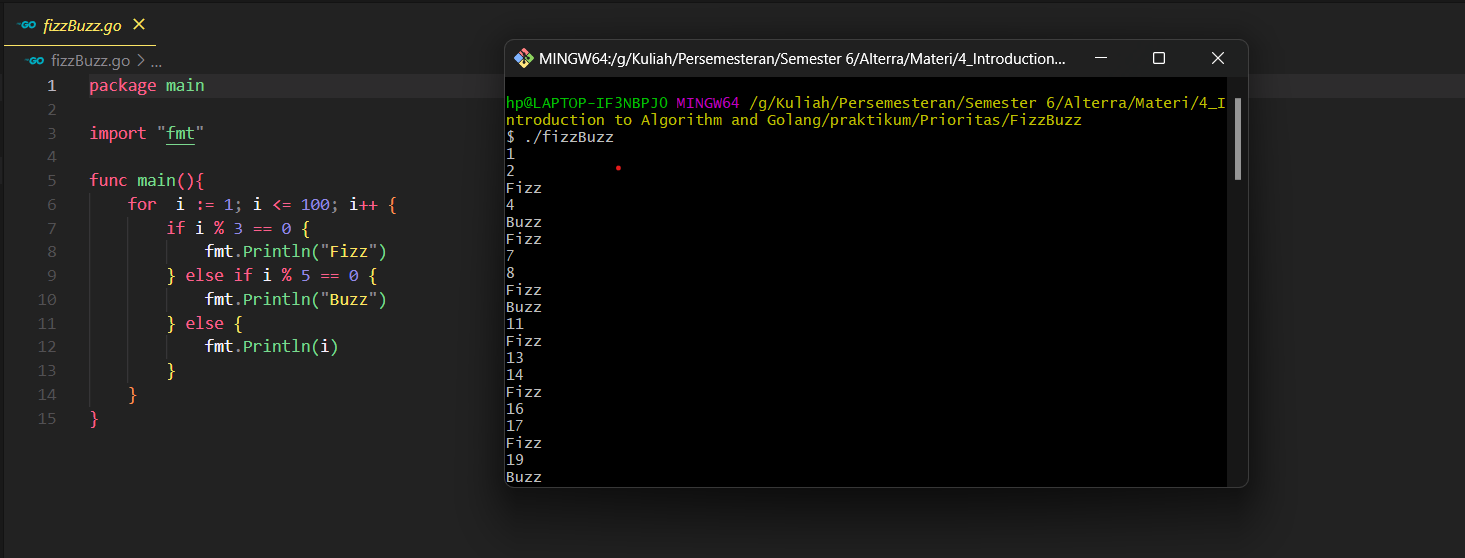 GO fizzBuzz.go
GO fizzBuzz.go > ...
1 package main
2
3 import "fmt"
4
5 func main(){
6 for  i := 1; i <= 100; i++ {
7 if i % 3 == 0 {
8 fmt.Println("Fizz")
9 } else if i % 5 == 0 {
10 fmt.Println("Buzz")
11 } else {
12 fmt.Println(i)
13 }
14 }
15 }
MINGW64:/g/Kuliah/Persemesteran/Semester 6/Alterra/Materi/4_Introduction...
hp@LAPTOP-IF3NBPJO MINGW64 /g/Kuliah/Persemesteran/Semester 6/Alterra/Materi/4_I
ntroduction to Algorithm and Golang/praktikum/Prioritas/FizzBuzz
$ ./fizzBuzz
1
2
Fizz
4
Buzz
Fizz
7
8
Fizz
Buzz
11
Fizz
13
14
Fizz
16
17
Fizz
19
Buzz